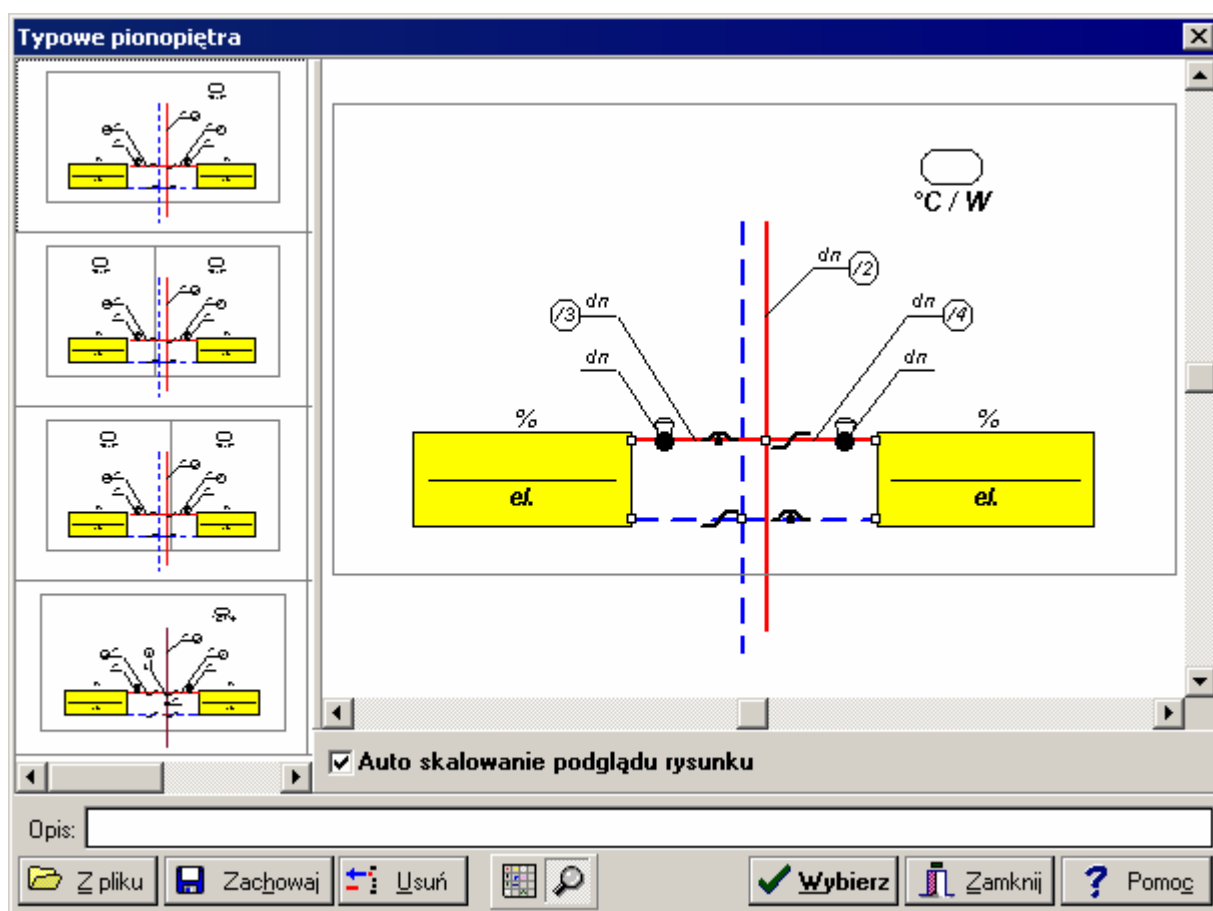 Typowe pionopiętra
°C / W
dn /2
/3 dn
dn /4
dn
dn
%
%
el.
el.
Auto skalowanie podglądu rysunku
Opis:
Z pliku
Zachowaj
Usuń
Wybierz
Zamknij
Pomoc